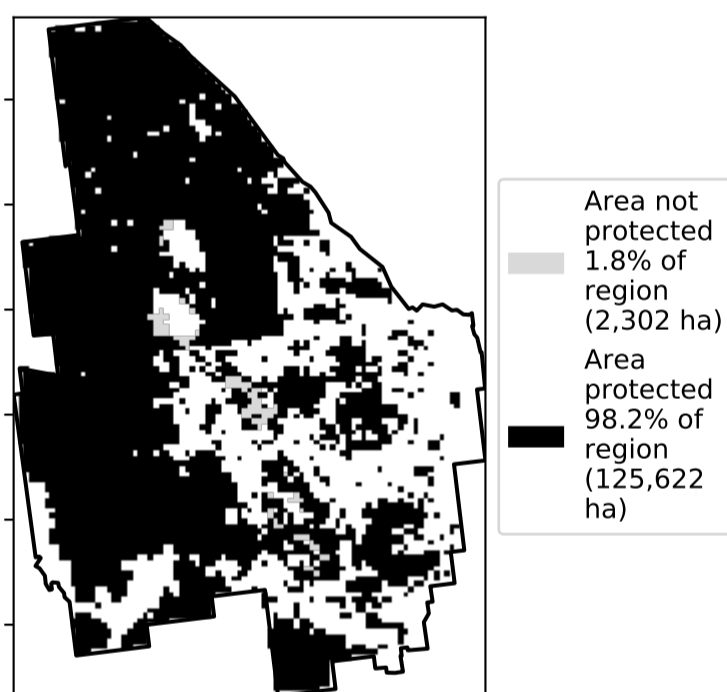 Area not
protected
1.8% of
region
(2,302 ha)
Area
protected
98.2% of
region
(125,622
ha)